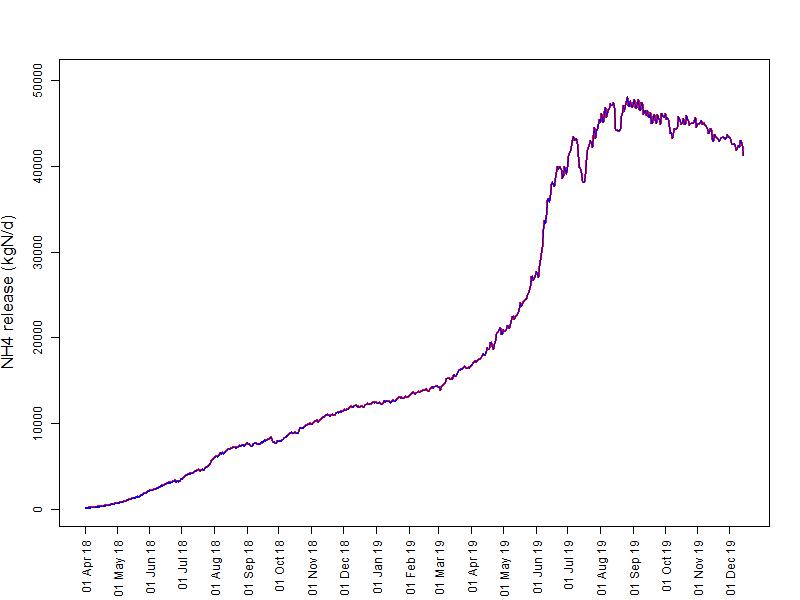 NH4 release (kgN/d)
50000
40000
30000
20000
10000
0
01 Apr 18
01 May 18
01 Jun 18
01 Jul 18
01 Aug 18
01 Sep 18
01 Oct 18
01 Nov 18
01 Dec 18
01 Jan 19
01 Feb 19
01 Mar 19
01 Apr 19
01 May 19
01 Jun 19
01 Jul 19
01 Aug 19
01 Sep 19
01 Oct 19
01 Nov 19
01 Dec 19